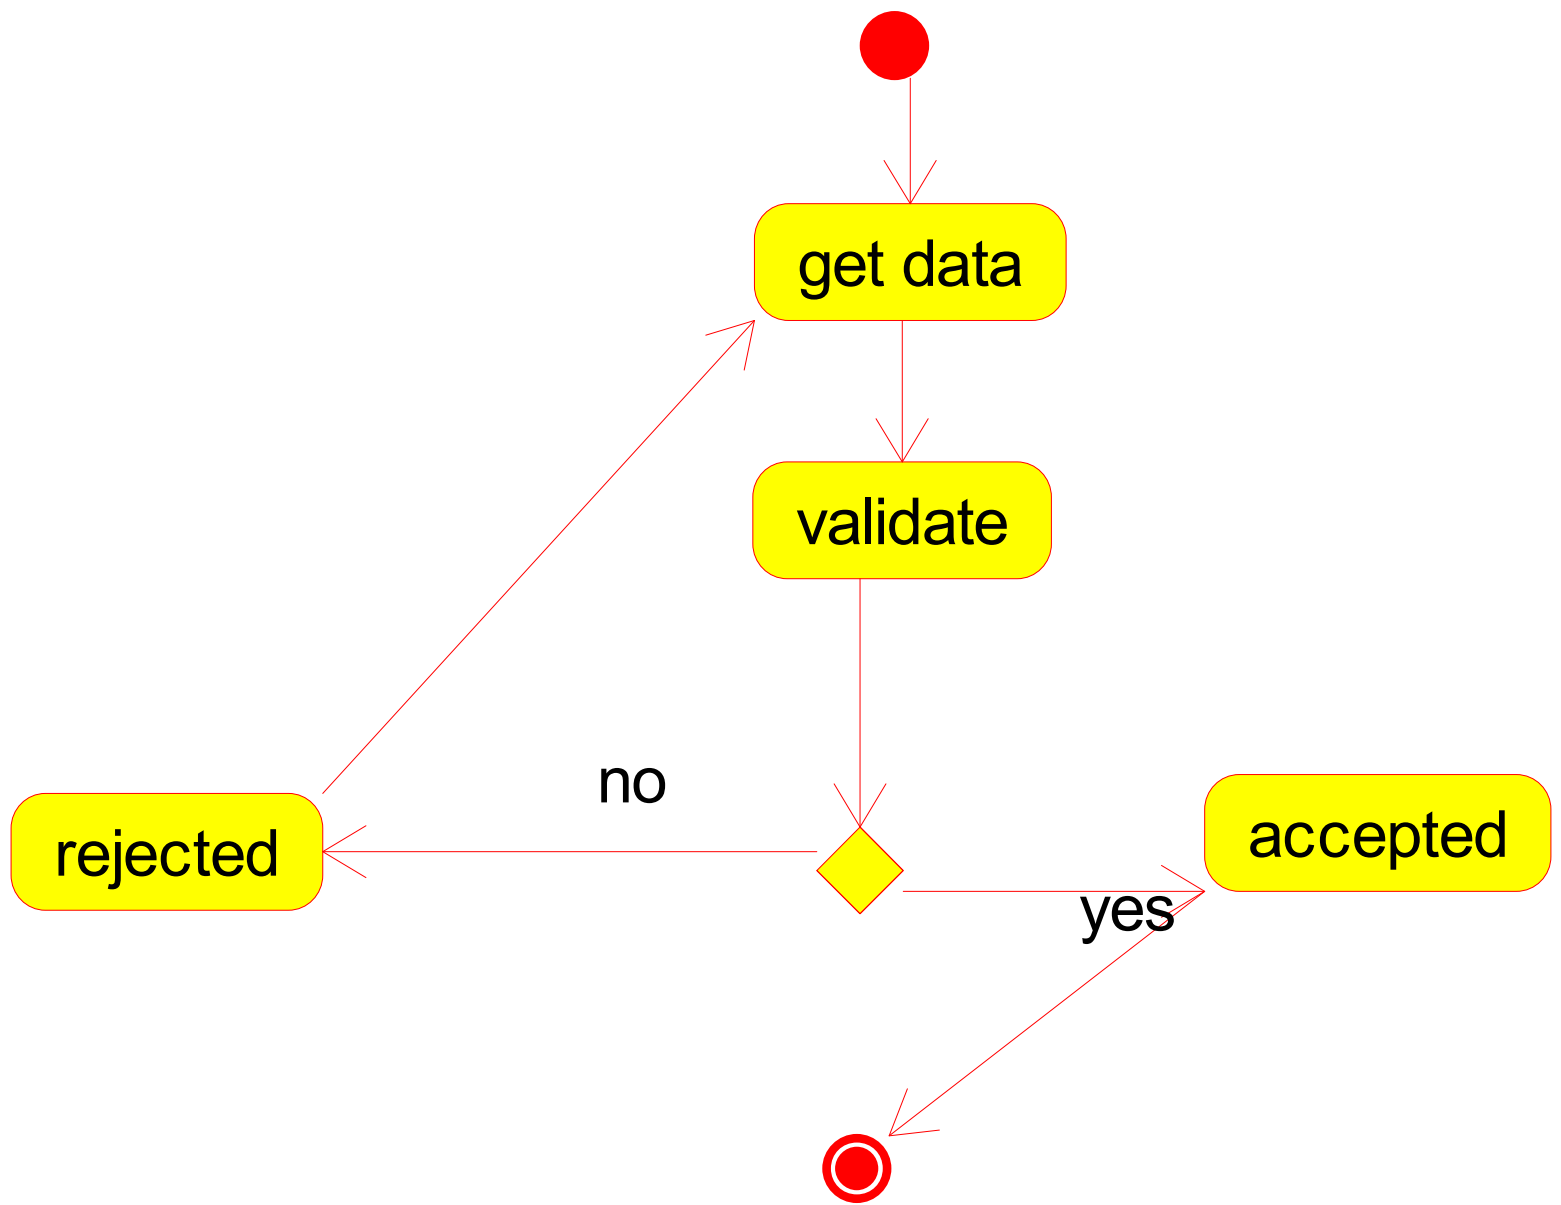 get data
validate
no
rejected
accepted
yes